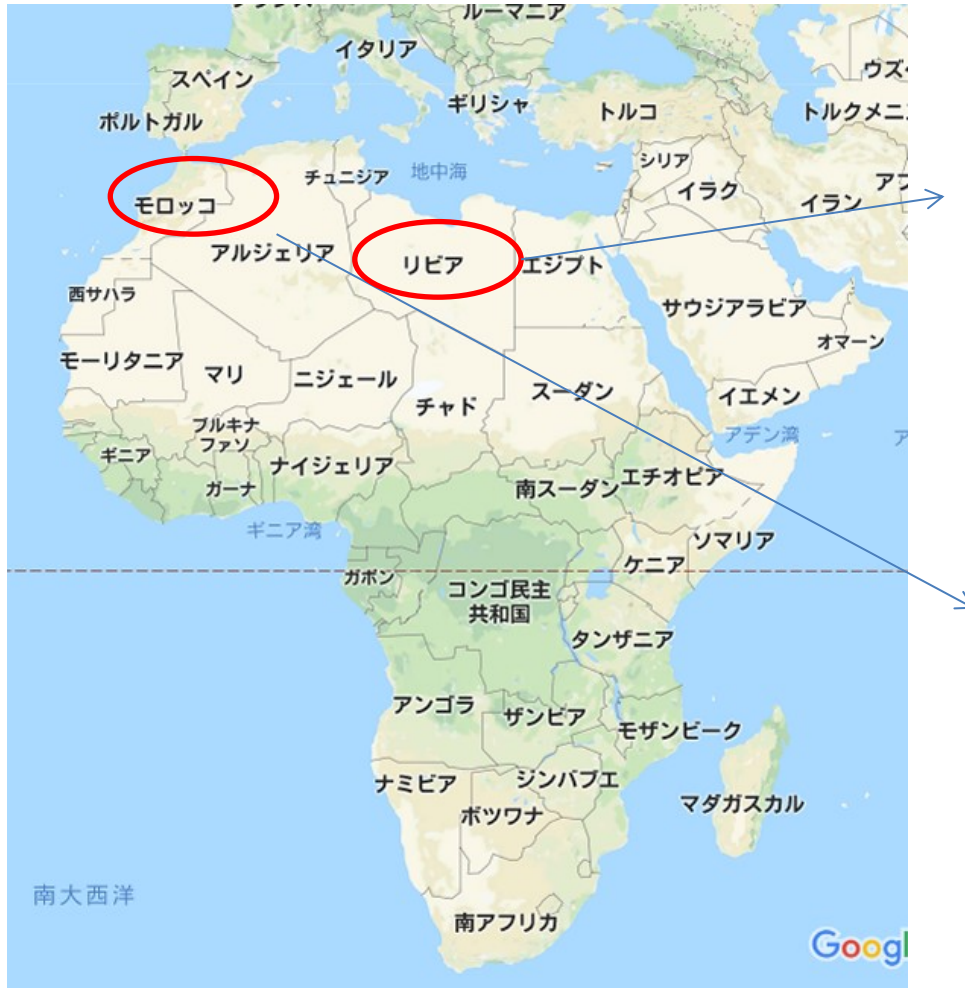 ルーマニア
イタリア
スペイン
ウズ
ギリシャ
トルコ
トルクメニ
ポルトガル
シリア
地中海
チュニジア
イラク
アフ
イラン
モロッコ
アルジェリア
リビア
エジプト
西サハラ
サウジアラビア
オマーン
モーリタニア
マリ
ニジェール
スーダン
イエメン
チャド
ブルキナ
ファソ
アデン湾
ア
ギニア
ナイジェリア
エチオピア
ガーナ
南スーダン
ギニア湾
ソマリア
ケニア
ガボン
コンゴ民主
共和国
タンザニア
アンゴラ
ザンビア
モザンビーク
ナミビア
ジンバブエ
マダガスカル
ボツワナ
南大西洋
南アフリカ
Googl